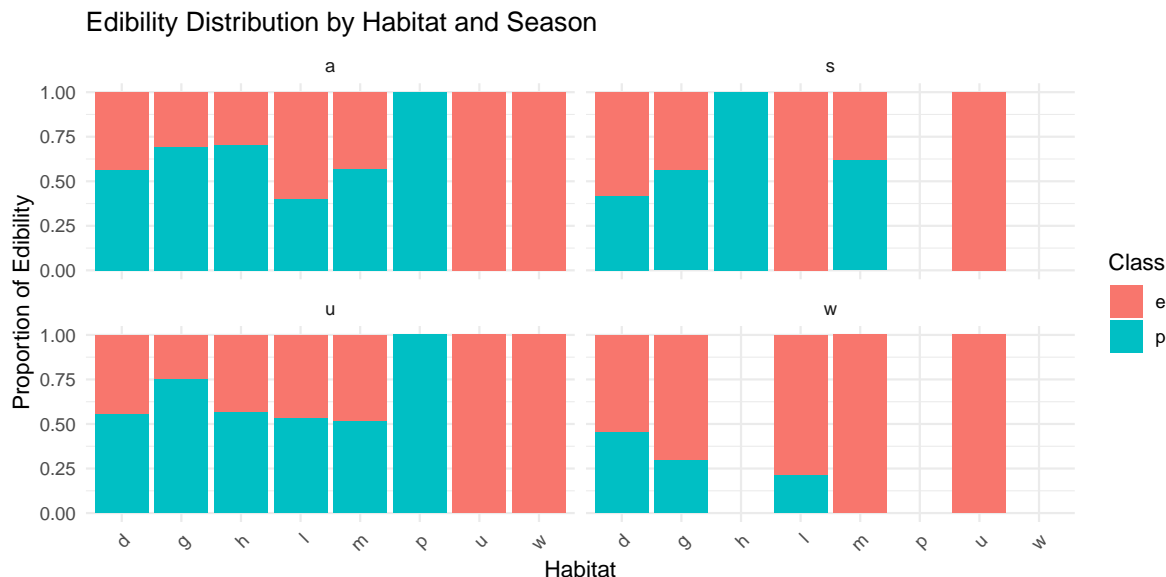 Edibility Distribution by Habitat and Season
a
s
1.00
0.75
0.50
0.25
0.00
u
w
1.00
0.75
0.50
0.25
0.00
d g h l m p u w
d g h l m p u w
Habitat
Proportion of Edibility
Class
e
p